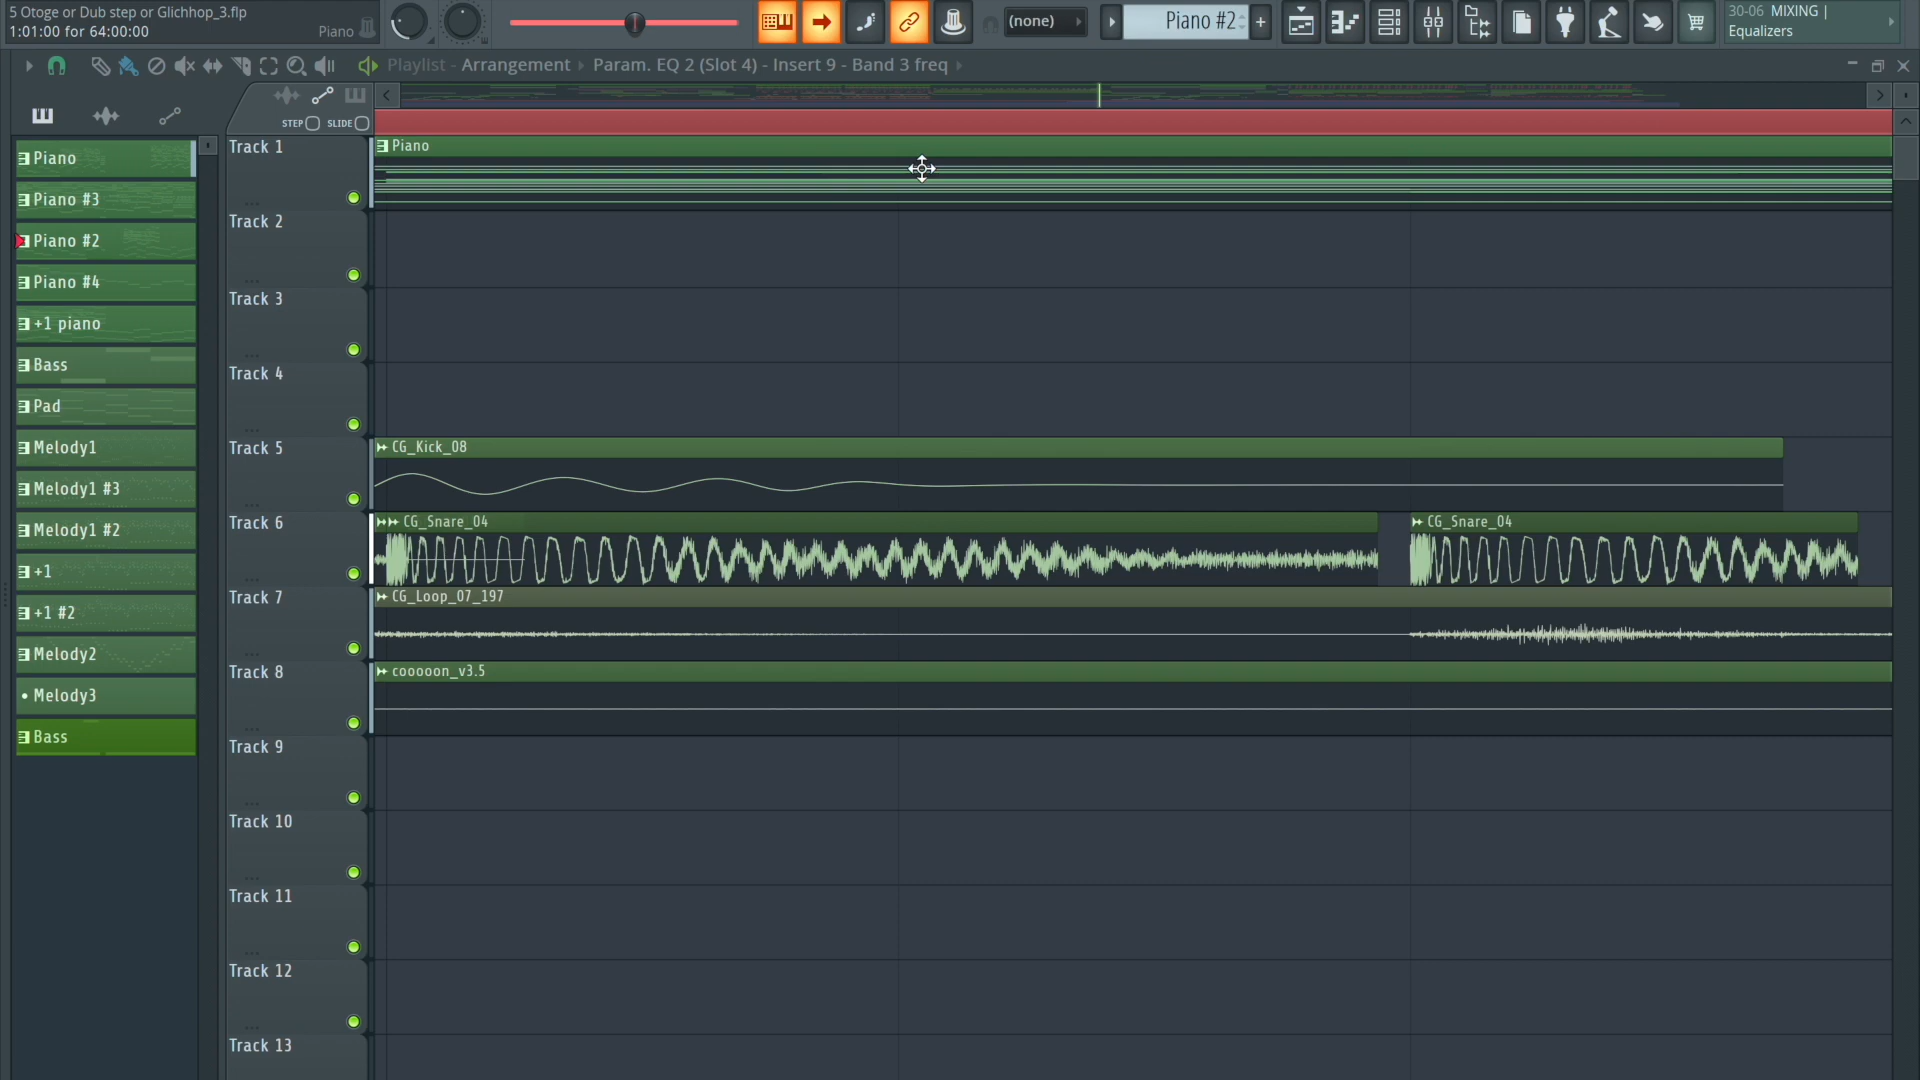 5 Otoge or Dub step or Glichhop_3.flp
1:01:00 for 64:00:00
Piano
(none)
Piano #2
30-06 MIXING |
Equalizers
Playlist - Arrangement
Param. EQ 2 (Slot 4) - Insert 9 - Band 3 freq
STEP
SLIDE
Piano
Piano #3
Piano #2
Piano #4
+1 piano
Bass
Pad
Melody1
Melody1 #3
Melody1 #2
+1
+1 #2
Melody2
Melody3
Bass
Track 1
Piano
Track 2
Track 3
Track 4
Track 5
CG_Kick_08
Track 6
CG_Snare_04
CG_Snare_04
Track 7
CG_Loop_07_197
Track 8
cooooon_v3.5
Track 9
Track 10
Track 11
Track 12
Track 13